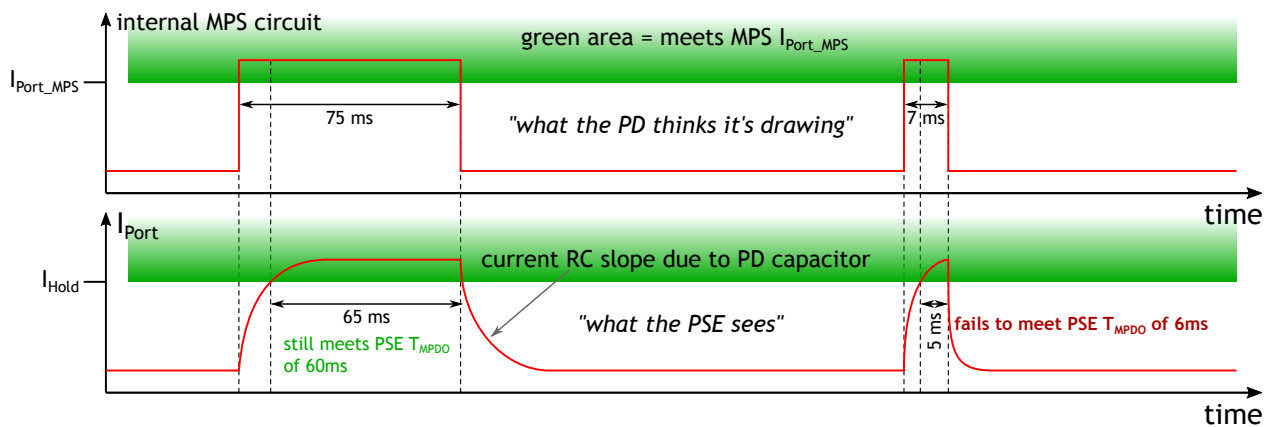 internal MPS circuit
green area = meets MPS I_Port_MPS
I_Port_MPS
75 ms
"what the PD thinks it's drawing"
7 ms
time
I_Port
current RC slope due to PD capacitor
I_Hold
65 ms
"what the PSE sees"
5 ms
fails to meet PSE T_MPDO of 6ms
still meets PSE T_MPDO
of 60ms
time